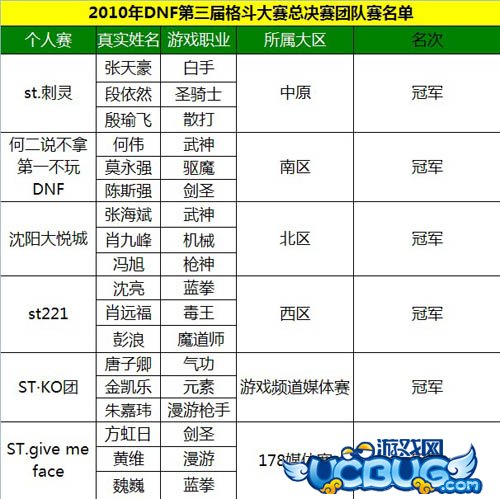 2010年DNF第三届格斗大赛总决赛团队赛名单
个人赛 真实姓名 游戏职业 所属大区 名次
st.刺灵 张天豪 白手 中原 冠军
段依然 圣骑士
殷瑜飞 散打
何二说不拿第一不玩DNF 何伟 武神 南区 冠军
莫永强 驱魔
陈斯强 剑圣
沈阳大悦城 张海斌 武神 北区 冠军
肖九峰 机械
冯旭 枪神
st221 沈亮 蓝拳 西区 冠军
肖远福 毒王
彭浪 魔道师
ST·KO团 唐子卿 气功 游戏频道媒体赛 冠军
金凯乐 元素
朱嘉玮 漫游枪手
ST.give me face 方虹日 剑圣 178媒体赛
黄维 漫游
魏巍 蓝拳
游戏网
UCBUG.com